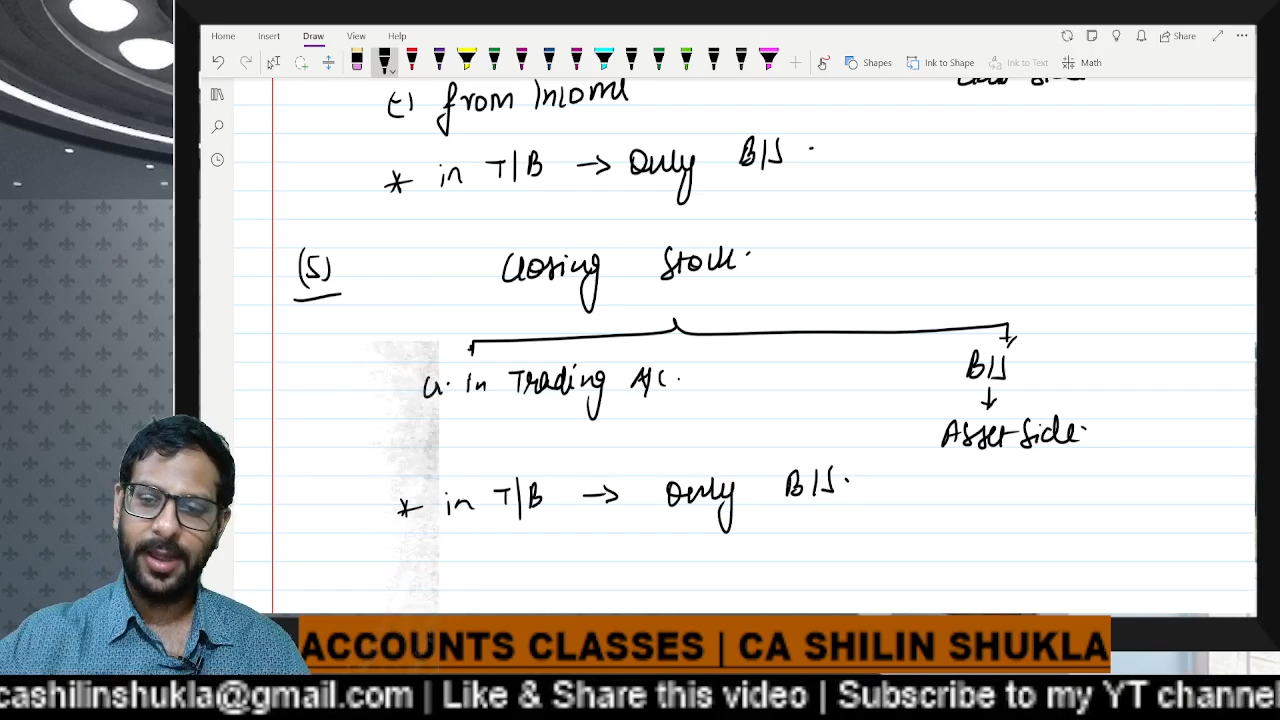 Home Insert Draw View Help
Share
Shapes Ink to Shape Ink to Text Math
(-) from Income
* in T/B → Only B/S.
(5) Closing Stock.
Cr. In Trading A/C.
B/S
↓
Asset Side.
* in T/B → Only B/S.
ACCOUNTS CLASSES | CA SHILIN SHUKLA
cashilinshukla@gmail.com | Like & Share this video | Subscribe to my YT channel